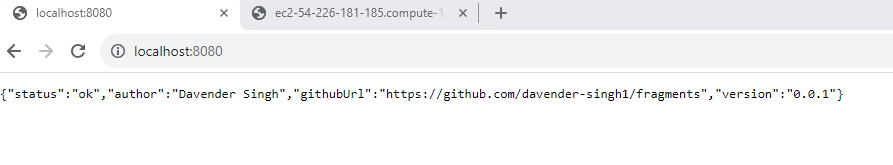 localhost:8080
ec2-54-226-181-185.compute-1
localhost:8080
{"status":"ok","author":"Davender Singh","githubUrl":"https://github.com/davender-singh1/fragments","version":"0.0.1"}